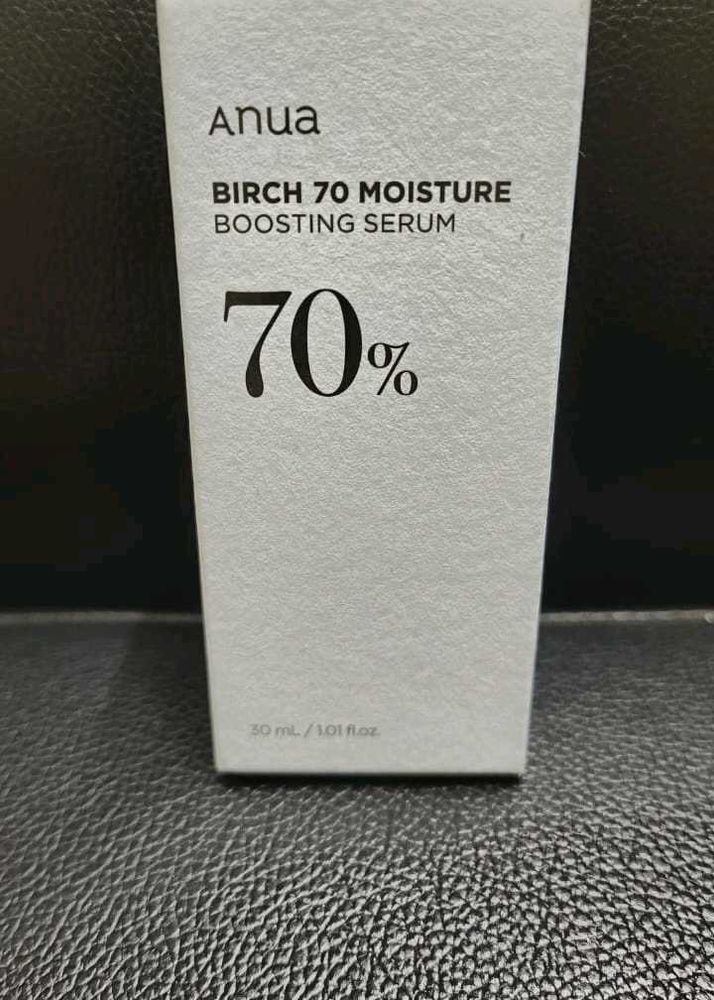 Anua
BIRCH 70 MOISTURE
BOOSTING SERUM
70%
30 mL / 1.01 fl.oz.